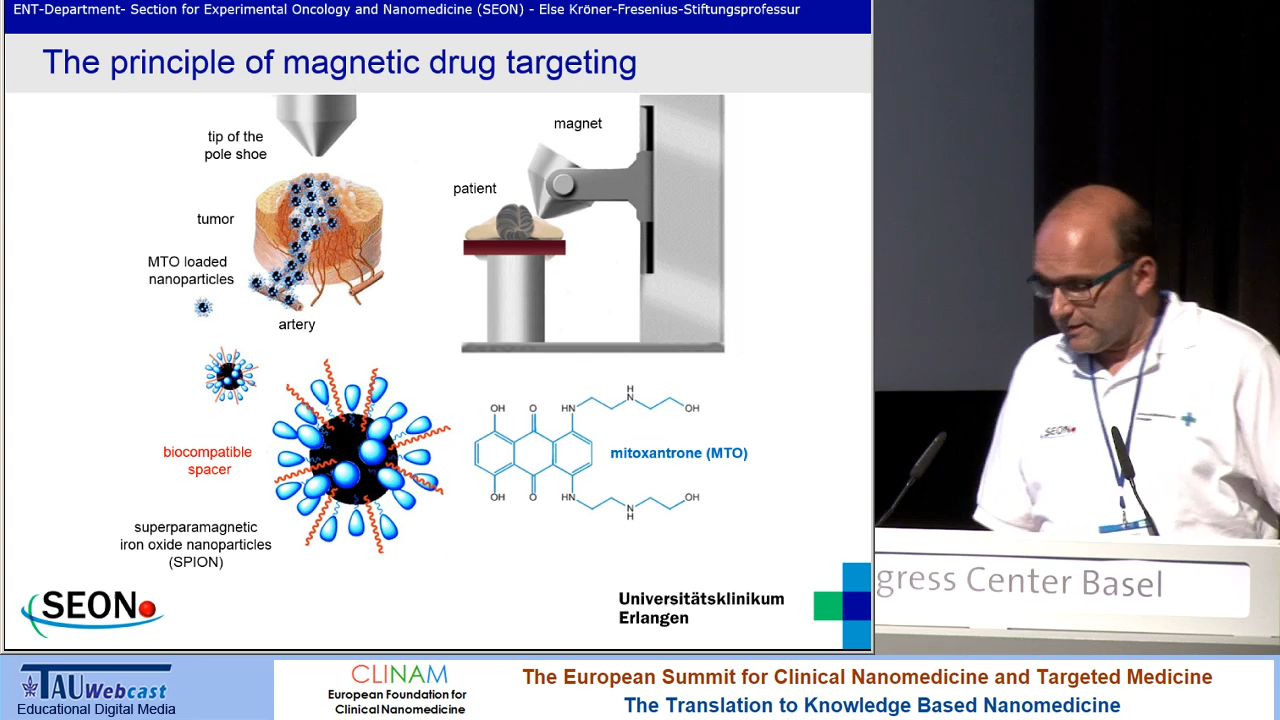 ENT-Department- Section for Experimental Oncology and Nanomedicine (SEON) - Else Kröner-Fresenius-Stiftungsprofessur
The principle of magnetic drug targeting
tip of the
pole shoe
magnet
patient
tumor
MTO loaded
nanoparticles
artery
biocompatible
spacer
OH
O
HN
H
N
OH
mitoxantrone (MTO)
OH
O
HN
N
H
OH
superparamagnetic
iron oxide nanoparticles
(SPION)
SEON
Universitätsklinikum
Erlangen
SEON
gress Center Basel
TAU Webcast
Educational Digital Media
CLINAM
European Foundation for
Clinical Nanomedicine
The European Summit for Clinical Nanomedicine and Targeted Medicine
The Translation to Knowledge Based Nanomedicine